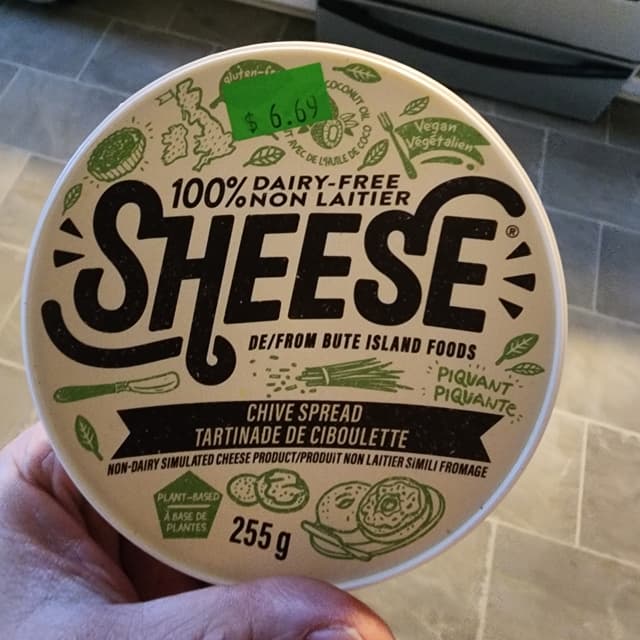 gluten-f
$ 6.69
COCONUT OIL
T AVEC DE L'HUILE DE COCO
Vegan
Végétalien
100% DAIRY-FREE
NON LAITIER
SHEESE®
DE/FROM BUTE ISLAND FOODS
PIQUANT
PIQUANTE
CHIVE SPREAD
TARTINADE DE CIBOULETTE
NON-DAIRY SIMULATED CHEESE PRODUCT/PRODUIT NON LAITIER SIMILI FROMAGE
PLANT-BASED
À BASE DE
PLANTES
255 g